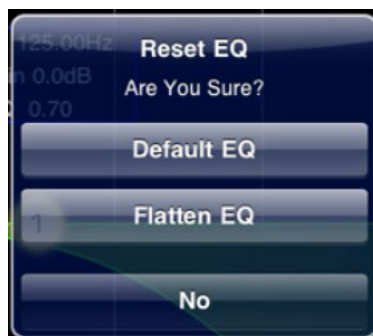 125.00Hz
Reset EQ
0.0dB
Are You Sure?
0.70
Default EQ
1
Flatten EQ
No